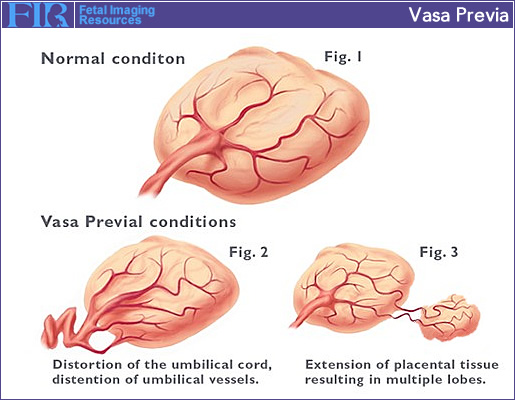 FIR Fetal Imaging
Resources
Vasa Previa
Normal conditon
Fig. 1
Vasa Previal conditions
Fig. 2
Fig. 3
Distortion of the umbilical cord,
distention of umbilical vessels.
Extension of placental tissue
resulting in multiple lobes.